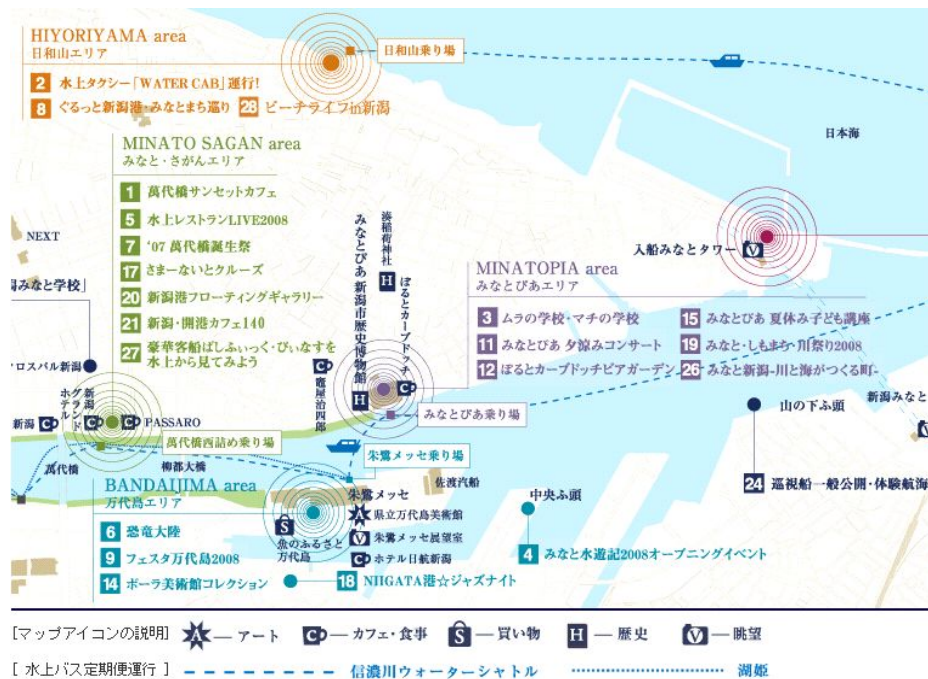 HIYORIYAMA area
日和山エリア
2 水上タクシー「WATER CAB」運行!
8 ぐるっと新潟港・みなとまち巡り
28 ビーチライフin新潟
日和山乗り場
日本海
MINATO SAGAN area
みなと・さがんエリア
1 萬代橋サンセットカフェ
5 水上レストランLIVE2008
7 '07 萬代橋誕生祭
17 さまーないとクルーズ
20 新潟港フローティングギャラリー
21 新潟・開港カフェ140
27 豪華客船ぱしふぃっく・びぃなすを
水上から見てみよう
NEXT
みなと学校」
クロスパル新潟
新潟
新潟
グランド
ホテル
PASSARO
萬代橋西詰め乗り場
萬代橋
柳都大橋
竈屋治四郎
みなとぴあ 新潟市歴史博物館
湊稲荷神社
H
ぽるとカーブドッチ
H
入船みなとタワー
V
MINATOPIA area
みなとぴあエリア
3 ムラの学校・マチの学校
11 みなとぴあ 夕涼みコンサート
12 ぽるとカーブドッチビアガーデン
15 みなとぴあ 夏休み子ども講座
19 みなと・しもまち・川祭り2008
26 みなと新潟-川と海がつくる町-
みなとぴあ乗り場
朱鷺メッセ乗り場
山の下ふ頭
新潟みなと
24 巡視船一般公開・体験航海
BANDAIJIMA area
万代島エリア
6 恐竜大陸
9 フェスタ万代島2008
14 ポーラ美術館コレクション
S
魚のふるさと
万代島
朱鷺メッセ
A 県立万代島美術館
V 朱鷺メッセ展望室
C ホテル日航新潟
佐渡汽船
18 NIIGATA港☆ジャズナイト
中央ふ頭
4 みなと水遊記2008オープニングイベント
[マップアイコンの説明] A — アート C — カフェ・食事 S — 買い物 H — 歴史 V — 眺望
[ 水上バス定期便運行 ] 信濃川ウォーターシャトル 湖姫